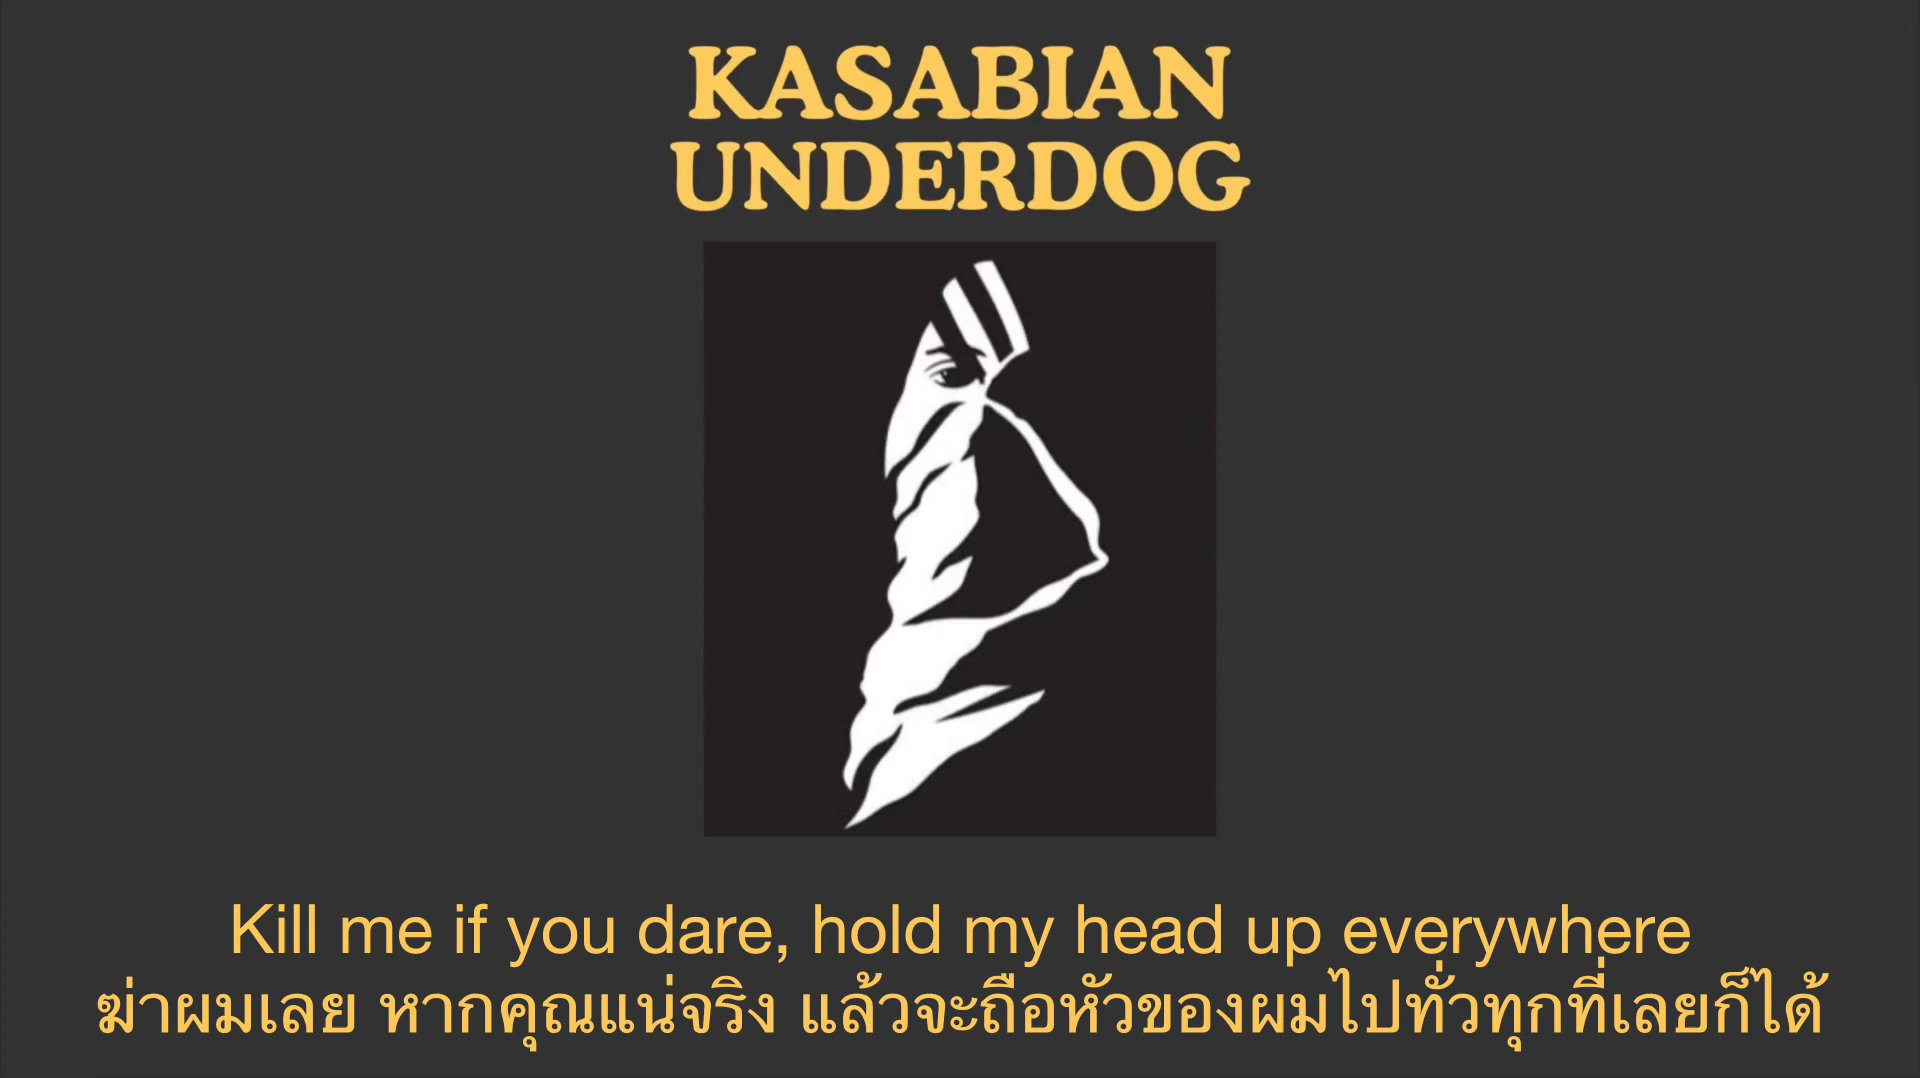 KASABIAN
UNDERDOG
Kill me if you dare, hold my head up everywhere
ฆ่าผมเลย หากคุณแน่จริง แล้วจะถือหัวของผมไปทั่วทุกที่เลยก็ได้